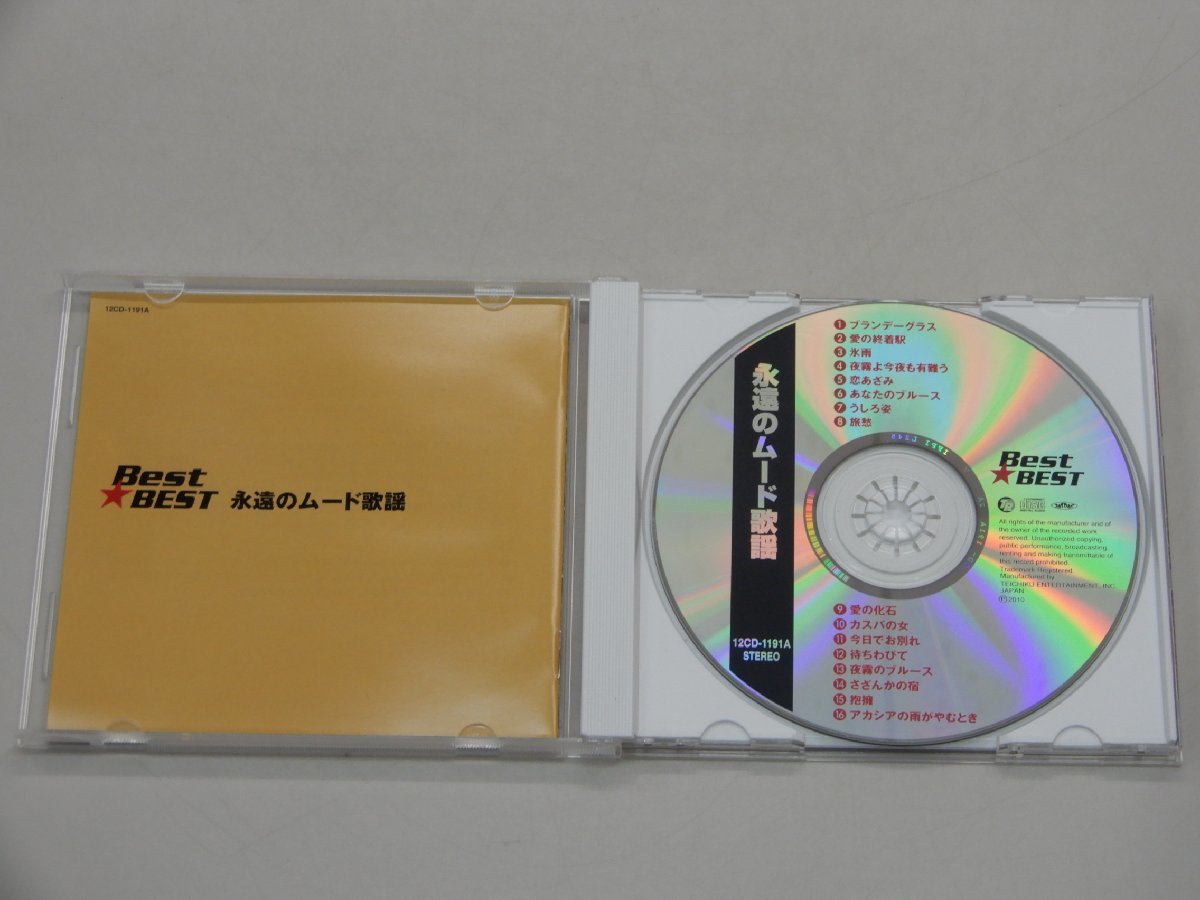 12CD-1191A
Best
★BEST 永遠のムード歌謡
永遠のムード歌謡
12CD-1191A
STEREO
1 ブランデーグラス
2 愛の終着駅
3 氷雨
4 夜霧よ今夜も有難う
5 恋あざみ
6 あなたのブルース
7 うしろ姿
8 旅愁
Best
★BEST
All rights of the manufacturer and of
the owner of the recorded work
reserved. Unauthorized copying,
public performance, broadcasting,
renting and making transmittable of
this record prohibited.
Trademark Registered.
Manufactured by
TEICHIKU ENTERTAINMENT, INC.
JAPAN
Ⓟ2010
9 愛の化石
10 カスバの女
11 今日でお別れ
12 待ちわびて
13 夜霧のブルース
14 さざんかの宿
15 抱擁
16 アカシアの雨がやむとき